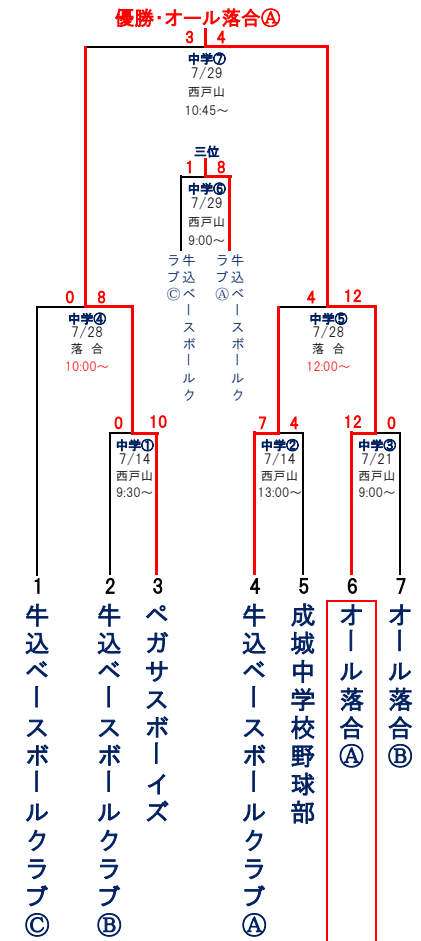 優勝・オール落合Ⓐ
3 4
中学⑦
7/29
西戸山
10:45～
三位
1 8
中学⑥
7/29
西戸山
9:00～
牛込ベースボールクラブⒸ
牛込ベースボールクラブⒶ
0 8
中学④
7/28
落 合
10:00～
4 12
中学⑤
7/28
落 合
12:00～
0 10
中学①
7/14
西戸山
9:30～
7 4
中学②
7/14
西戸山
13:00～
12 0
中学③
7/21
西戸山
9:00～
1 2 3 4 5 6 7
牛込ベースボールクラブⒸ
牛込ベースボールクラブⒷ
ペガサスボーイズ
牛込ベースボールクラブⒶ
成城中学校野球部
オール落合Ⓐ
オール落合Ⓑ